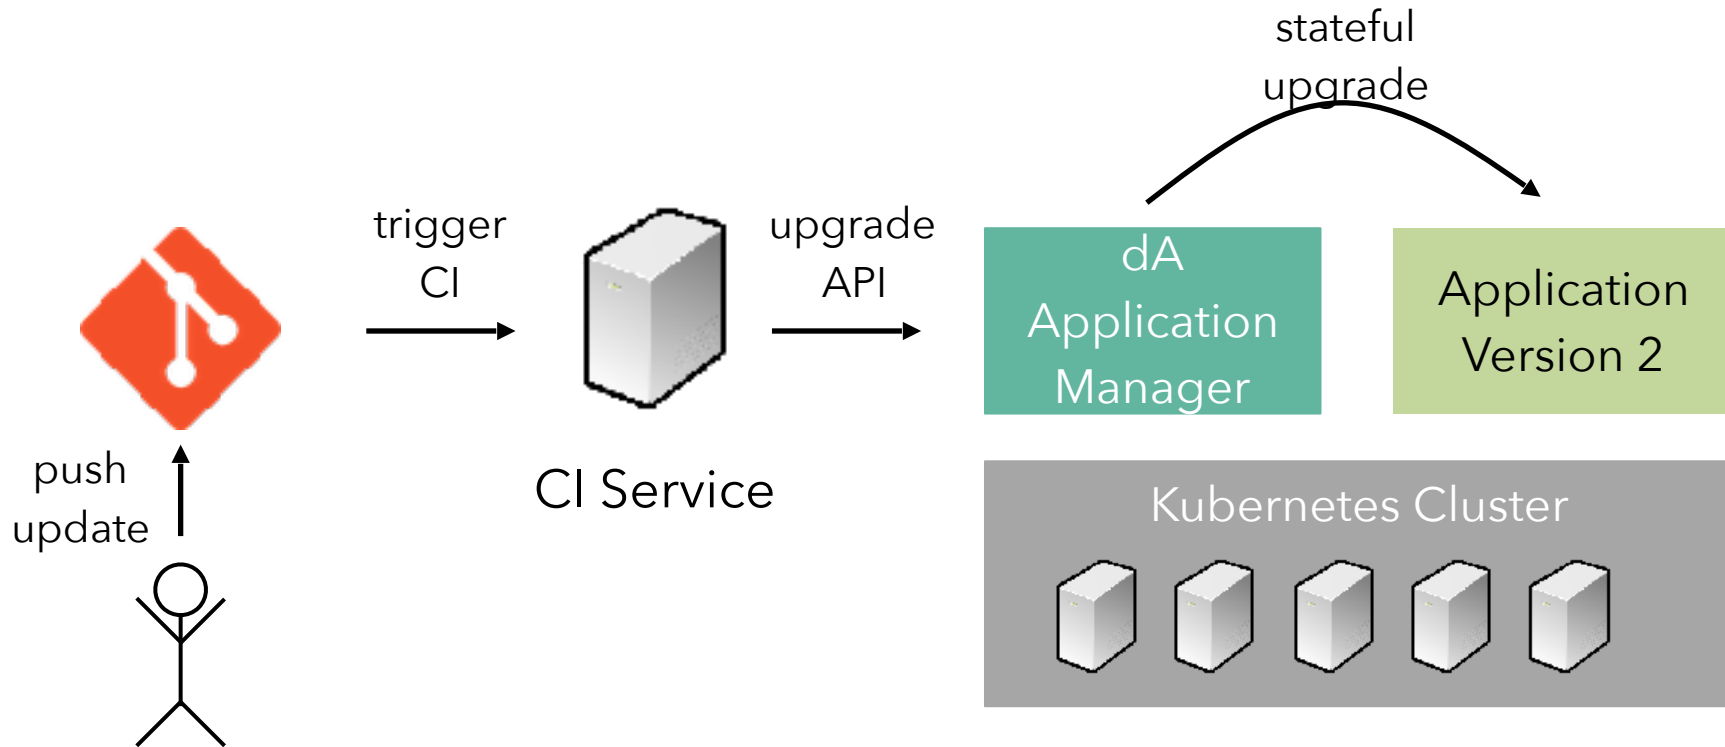 stateful
upgrade
trigger
CI
upgrade
API
dA
Application
Manager
Application
Version 2
push
update
CI Service
Kubernetes Cluster